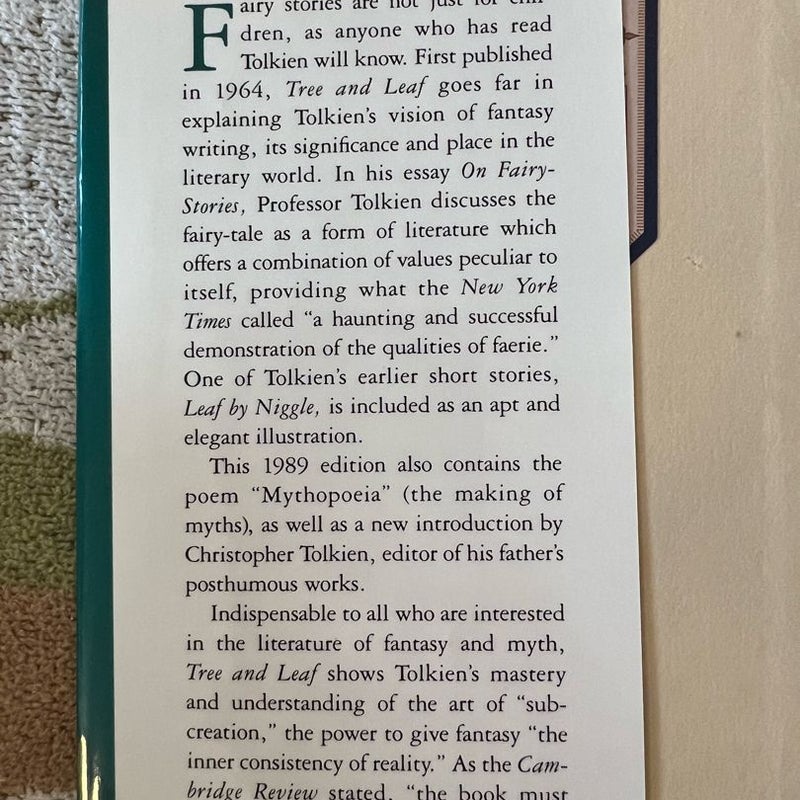 Fairy stories are not just for chil-
dren, as anyone who has read
Tolkien will know. First published
in 1964, Tree and Leaf goes far in
explaining Tolkien's vision of fantasy
writing, its significance and place in the
literary world. In his essay On Fairy-
Stories, Professor Tolkien discusses the
fairy-tale as a form of literature which
offers a combination of values peculiar to
itself, providing what the New York
Times called “a haunting and successful
demonstration of the qualities of faerie.”
One of Tolkien's earlier short stories,
Leaf by Niggle, is included as an apt and
elegant illustration.
This 1989 edition also contains the
poem “Mythopoeia” (the making of
myths), as well as a new introduction by
Christopher Tolkien, editor of his father's
posthumous works.
Indispensable to all who are interested
in the literature of fantasy and myth,
Tree and Leaf shows Tolkien's mastery
and understanding of the art of “sub-
creation,” the power to give fantasy “the
inner consistency of reality.” As the Cam-
bridge Review stated, “the book must